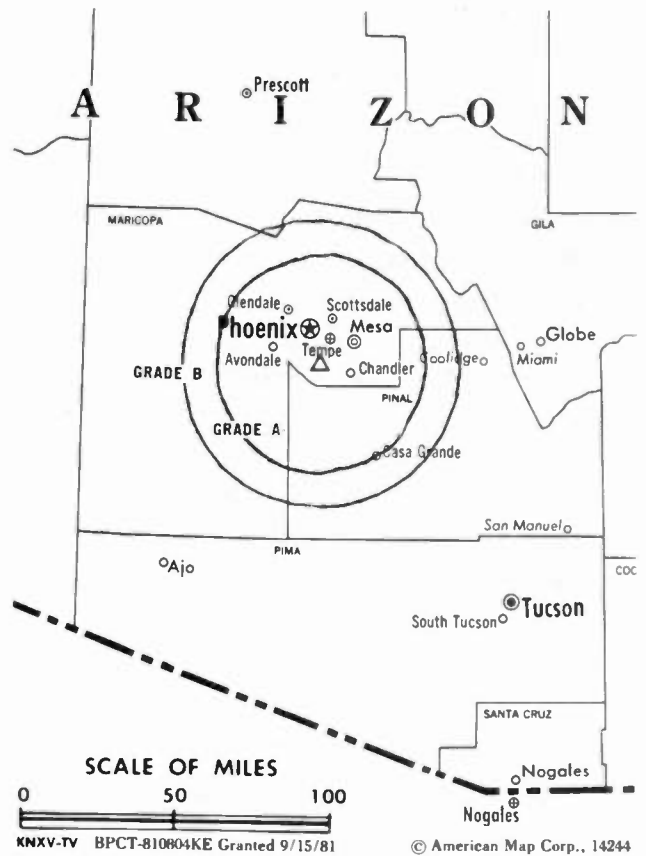 Prescott
A R I Z O N
MARICOPA
GILA
Glendale
Scottsdale
Phoenix
Mesa
Globe
Tempe
Avondale
Coolidge
Miami
Chandler
GRADE B
PINAL
GRADE A
Casa Grande
San Manuel
PIMA
Ajo
COC
Tucson
South Tucson
SANTA CRUZ
SCALE OF MILES
Nogales
0 50 100
Nogales
KNXV-TV BPCT-810804KE Granted 9/15/81
© American Map Corp., 14244